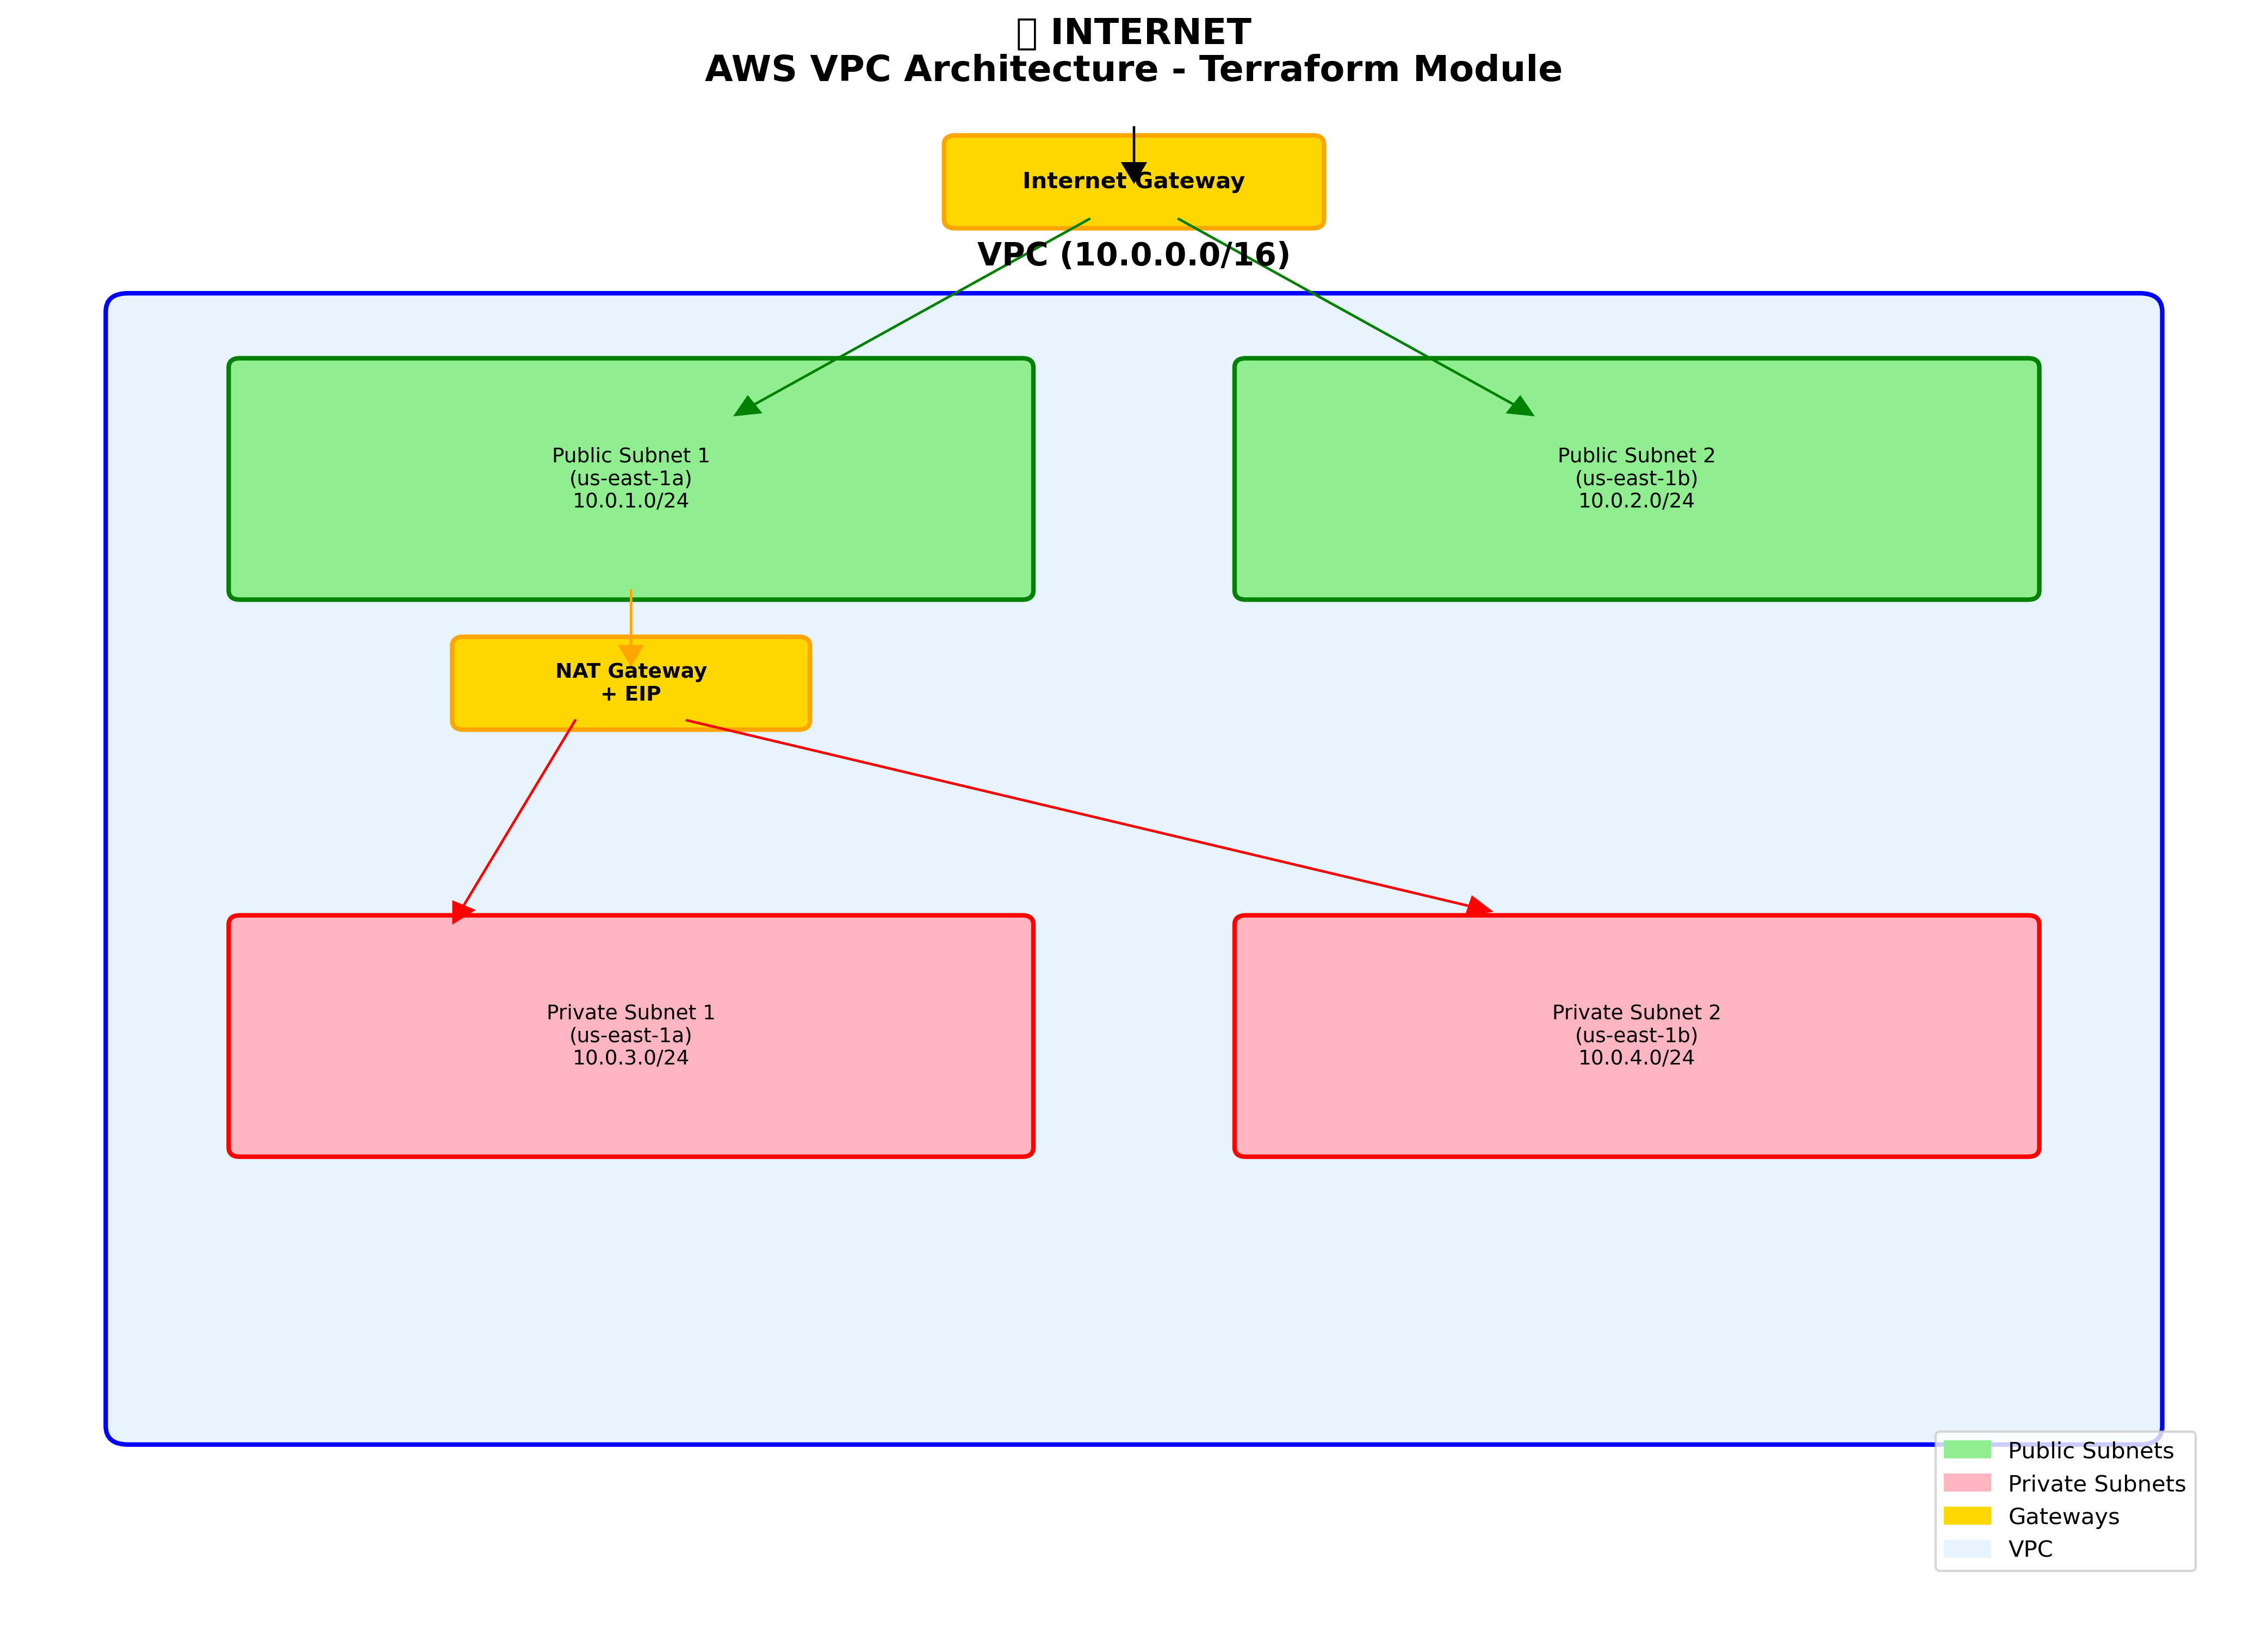 INTERNET
AWS VPC Architecture - Terraform Module
Internet Gateway
VPC (10.0.0.0/16)
Public Subnet 1
(us-east-1a)
10.0.1.0/24
Public Subnet 2
(us-east-1b)
10.0.2.0/24
NAT Gateway
+ EIP
Private Subnet 1
(us-east-1a)
10.0.3.0/24
Private Subnet 2
(us-east-1b)
10.0.4.0/24
Public Subnets
Private Subnets
Gateways
VPC